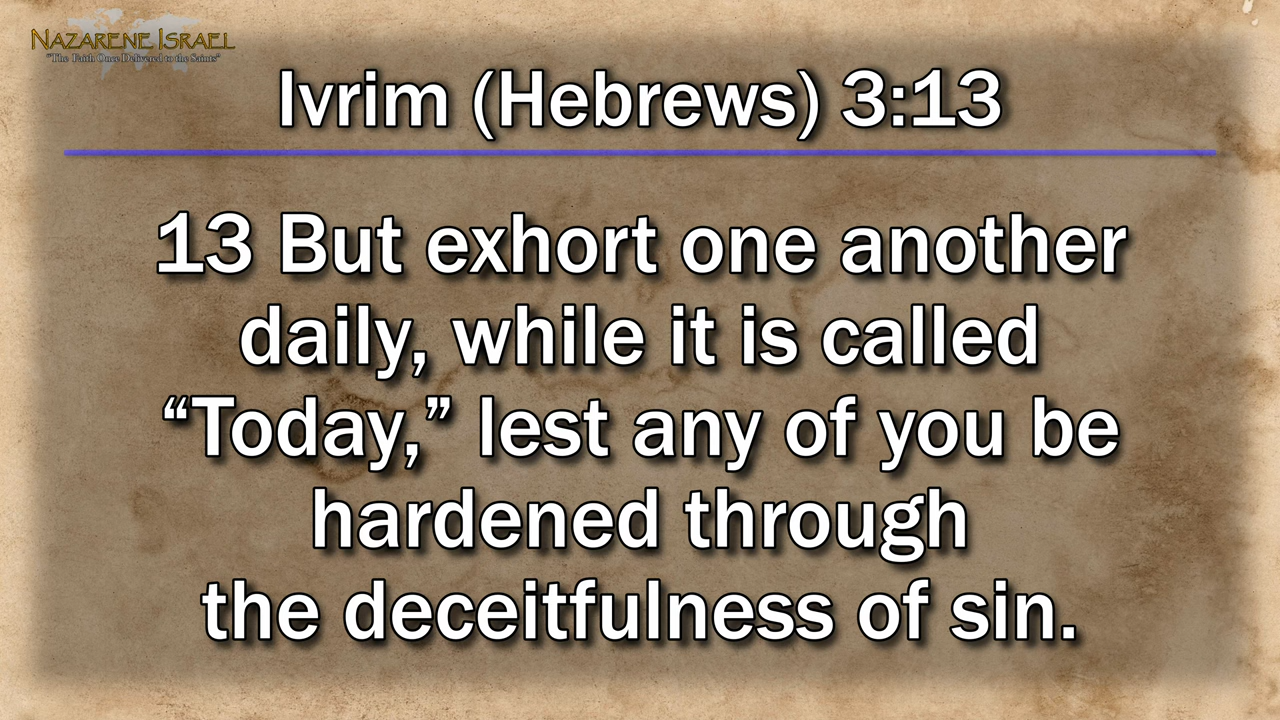 NAZARENE ISRAEL
"The Faith Once Delivered to the Saints"
Ivrim (Hebrews) 3:13
13 But exhort one another
daily, while it is called
“Today,” lest any of you be
hardened through
the deceitfulness of sin.